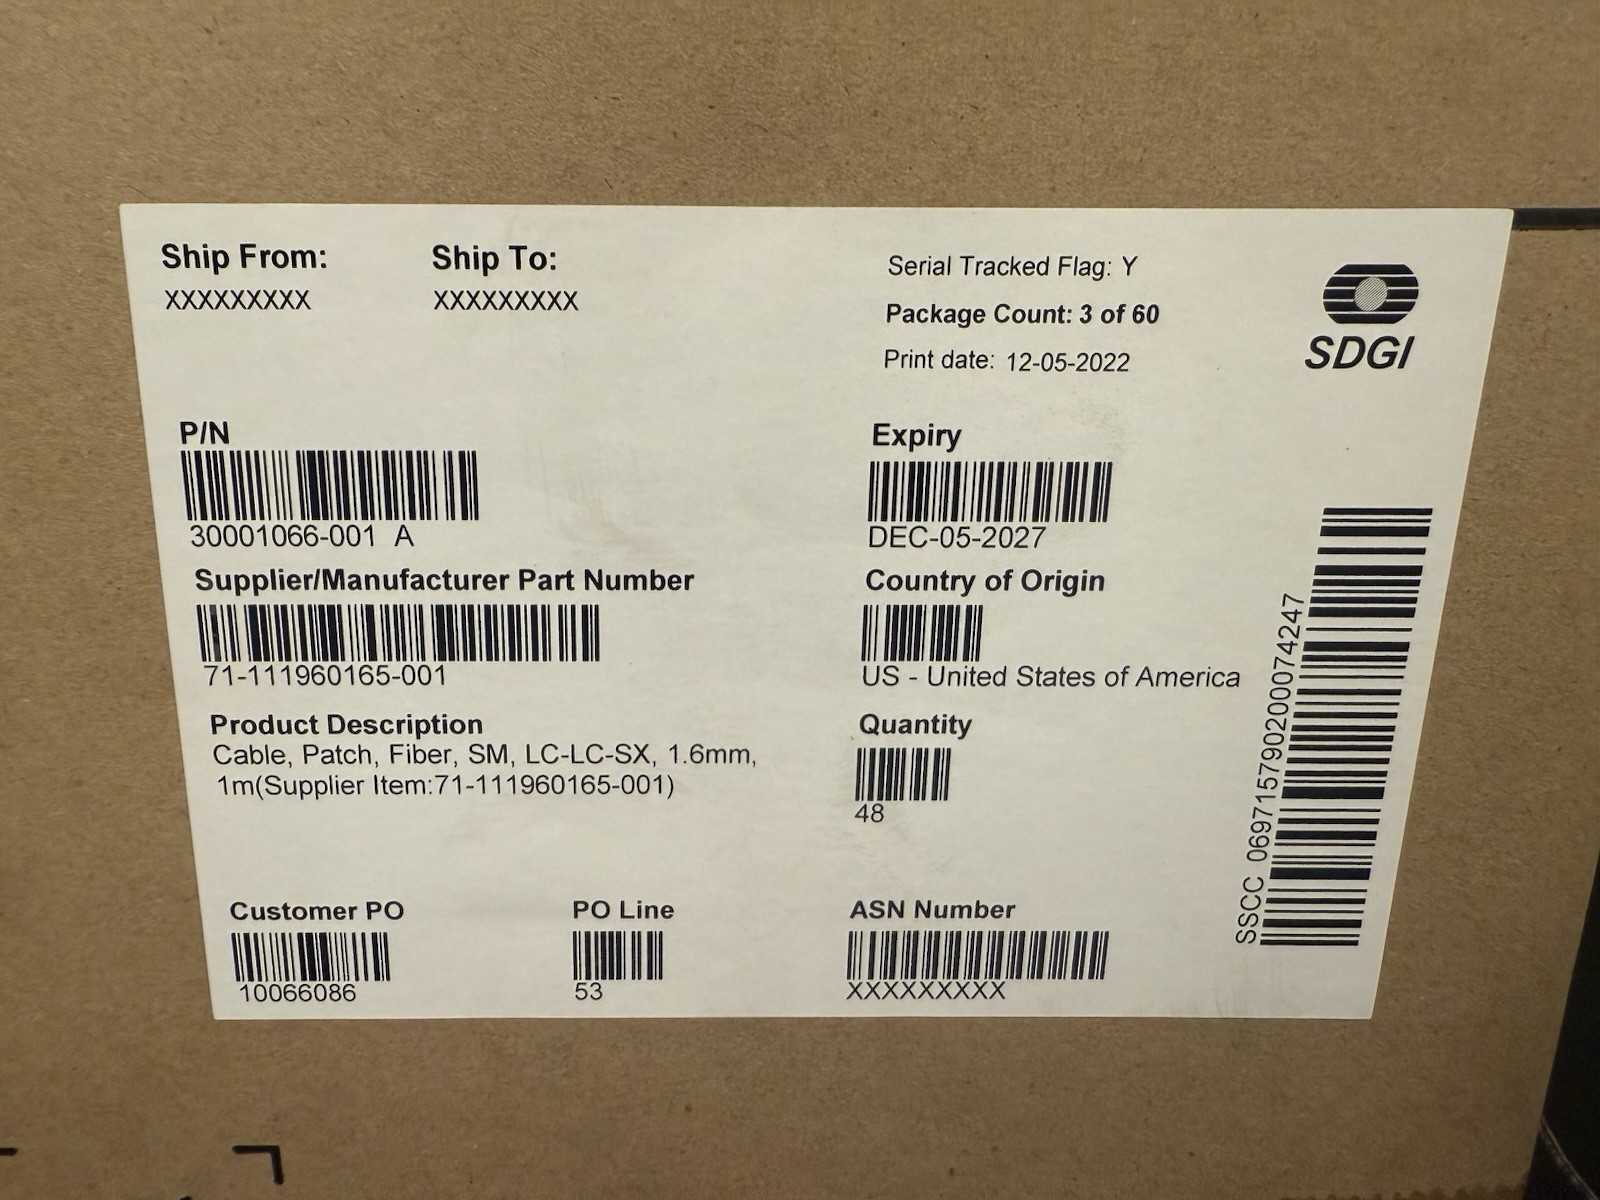 Ship From:
XXXXXXXXX
Ship To:
XXXXXXXXX
Serial Tracked Flag: Y
Package Count: 3 of 60
Print date: 12-05-2022
SDGI
P/N
30001066-001 A
Expiry
DEC-05-2027
Supplier/Manufacturer Part Number
71-111960165-001
Country of Origin
US - United States of America
Product Description
Cable, Patch, Fiber, SM, LC-LC-SX, 1.6mm,
1m(Supplier Item:71-111960165-001)
Quantity
48
SSCC 06971579020007424​7
Customer PO
10066086
PO Line
53
ASN Number
XXXXXXXXX